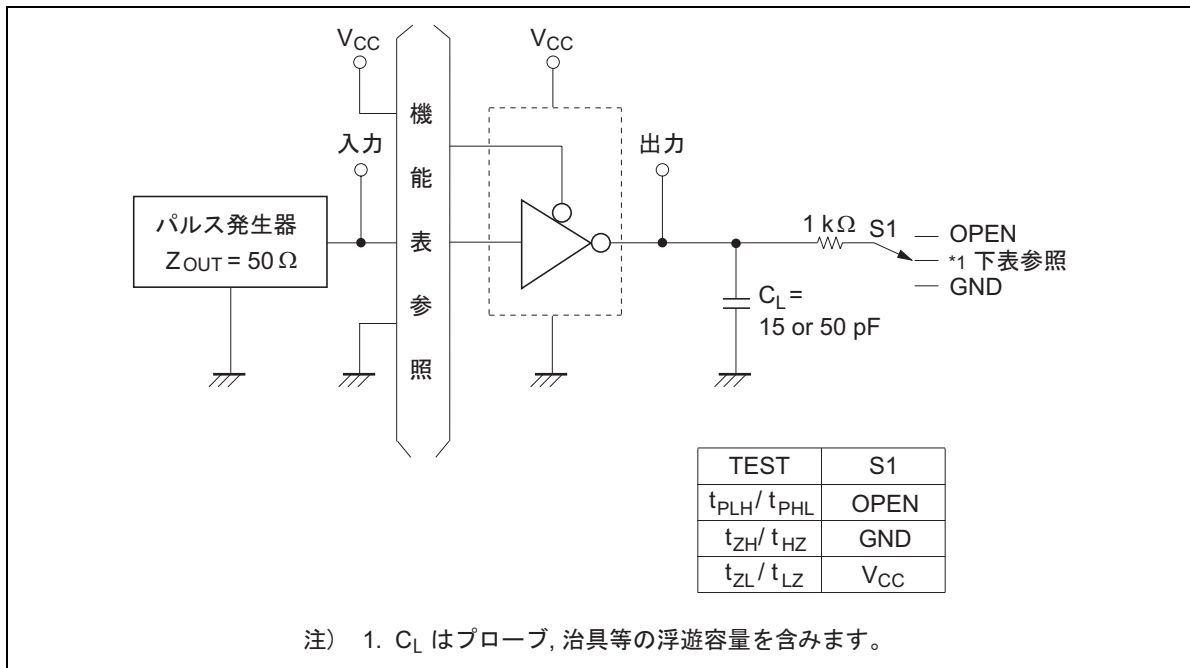 VCC
VCC
入力
出力
機能表参照
パルス発生器
ZOUT = 50 Ω
1 kΩ
S1
OPEN
*1 下表参照
GND
CL =
15 or 50 pF
TEST S1
tPLH / tPHL OPEN
tZH / tHZ GND
tZL / tLZ VCC
注) 1. CL はプローブ, 治具等の浮遊容量を含みます。